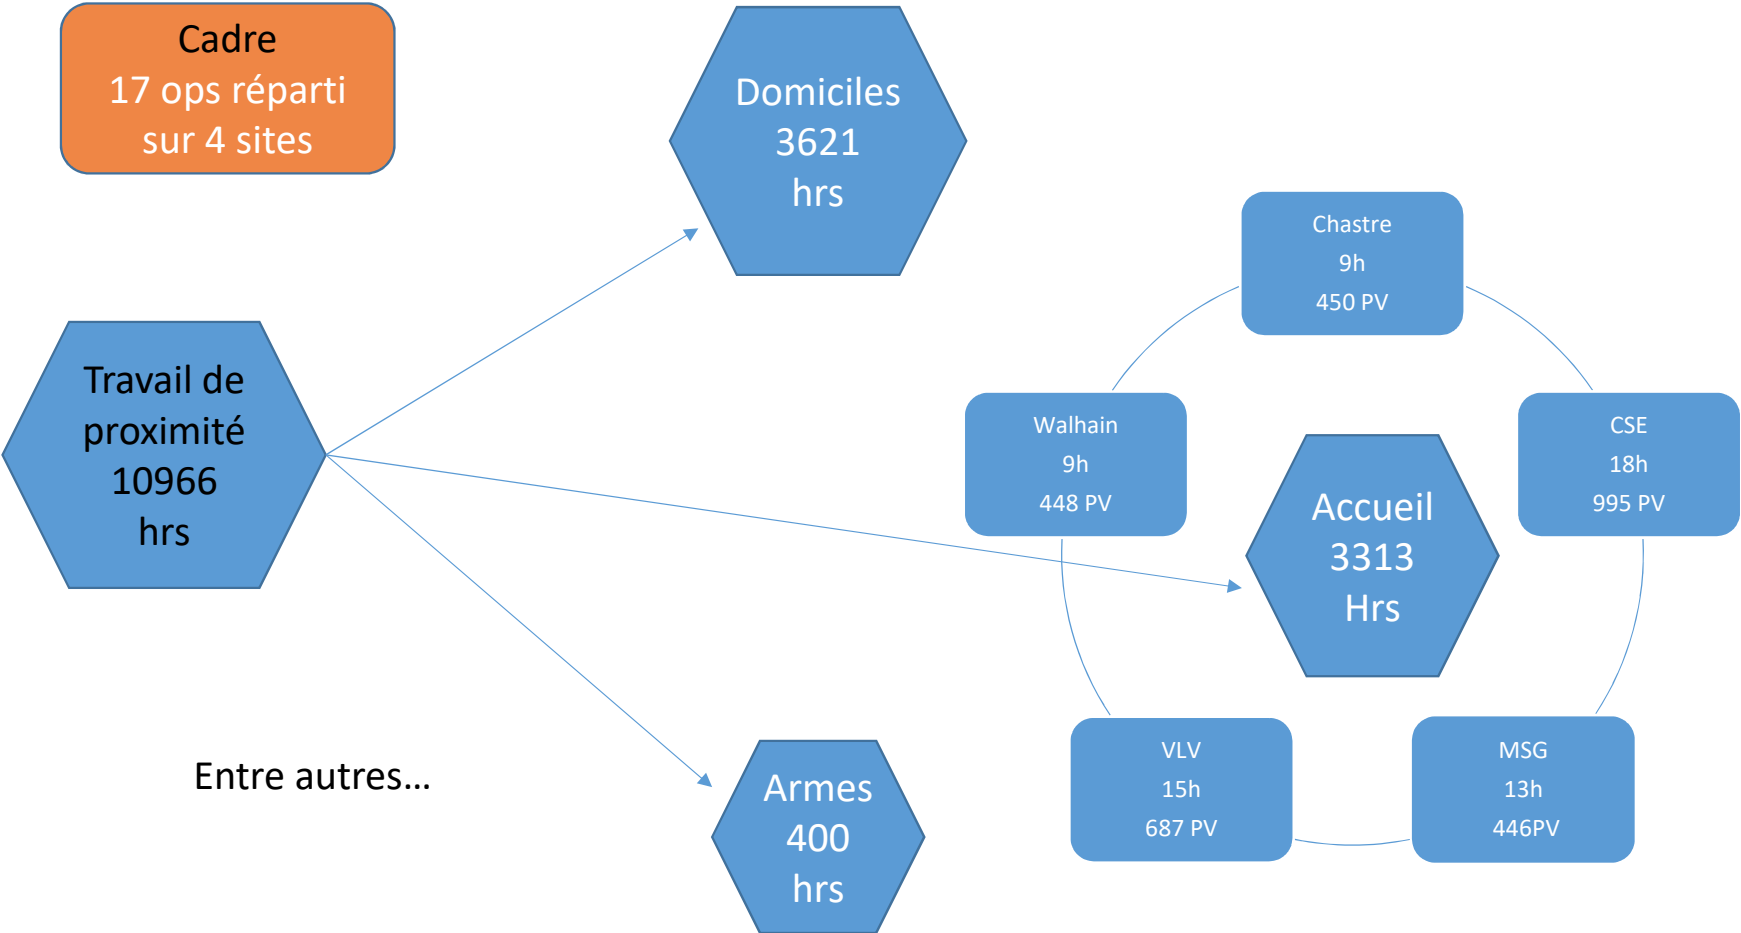 Cadre
17 ops réparti
sur 4 sites
Domiciles
3621
hrs
Travail de
proximité
10966
hrs
Chastre
9h
450 PV
Walhain
9h
448 PV
CSE
18h
995 PV
Accueil
3313
Hrs
VLV
15h
687 PV
MSG
13h
446PV
Entre autres…
Armes
400
hrs